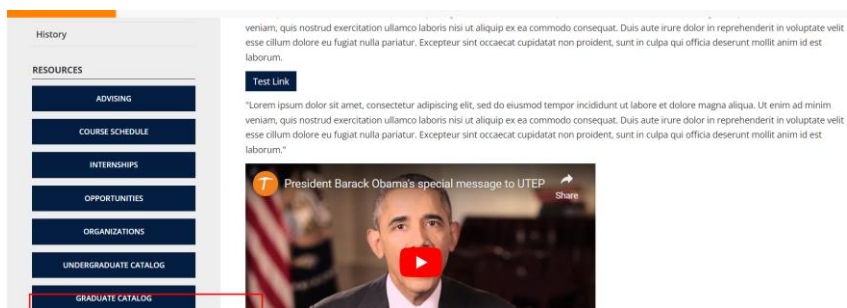 History
RESOURCES
ADVISING
COURSE SCHEDULE
INTERNSHIPS
OPPORTUNITIES
ORGANIZATIONS
UNDERGRADUATE CATALOG
GRADUATE CATALOG
veniam, quis nostrud exercitation ullamco laboris nisi ut aliquip ex ea commodo consequat. Duis aute irure dolor in reprehenderit in voluptate velit
esse cillum dolore eu fugiat nulla pariatur. Excepteur sint occaecat cupidatat non proident, sunt in culpa qui officia deserunt mollit anim id est
laborum.
Test Link
"Lorem ipsum dolor sit amet, consectetur adipiscing elit, sed do eiusmod tempor incididunt ut labore et dolore magna aliqua. Ut enim ad minim
veniam, quis nostrud exercitation ullamco laboris nisi ut aliquip ex ea commodo consequat. Duis aute irure dolor in reprehenderit in voluptate velit
esse cillum dolore eu fugiat nulla pariatur. Excepteur sint occaecat cupidatat non proident, sunt in culpa qui officia deserunt mollit anim id est
laborum."
President Barack Obama's special message to UTEP
Share